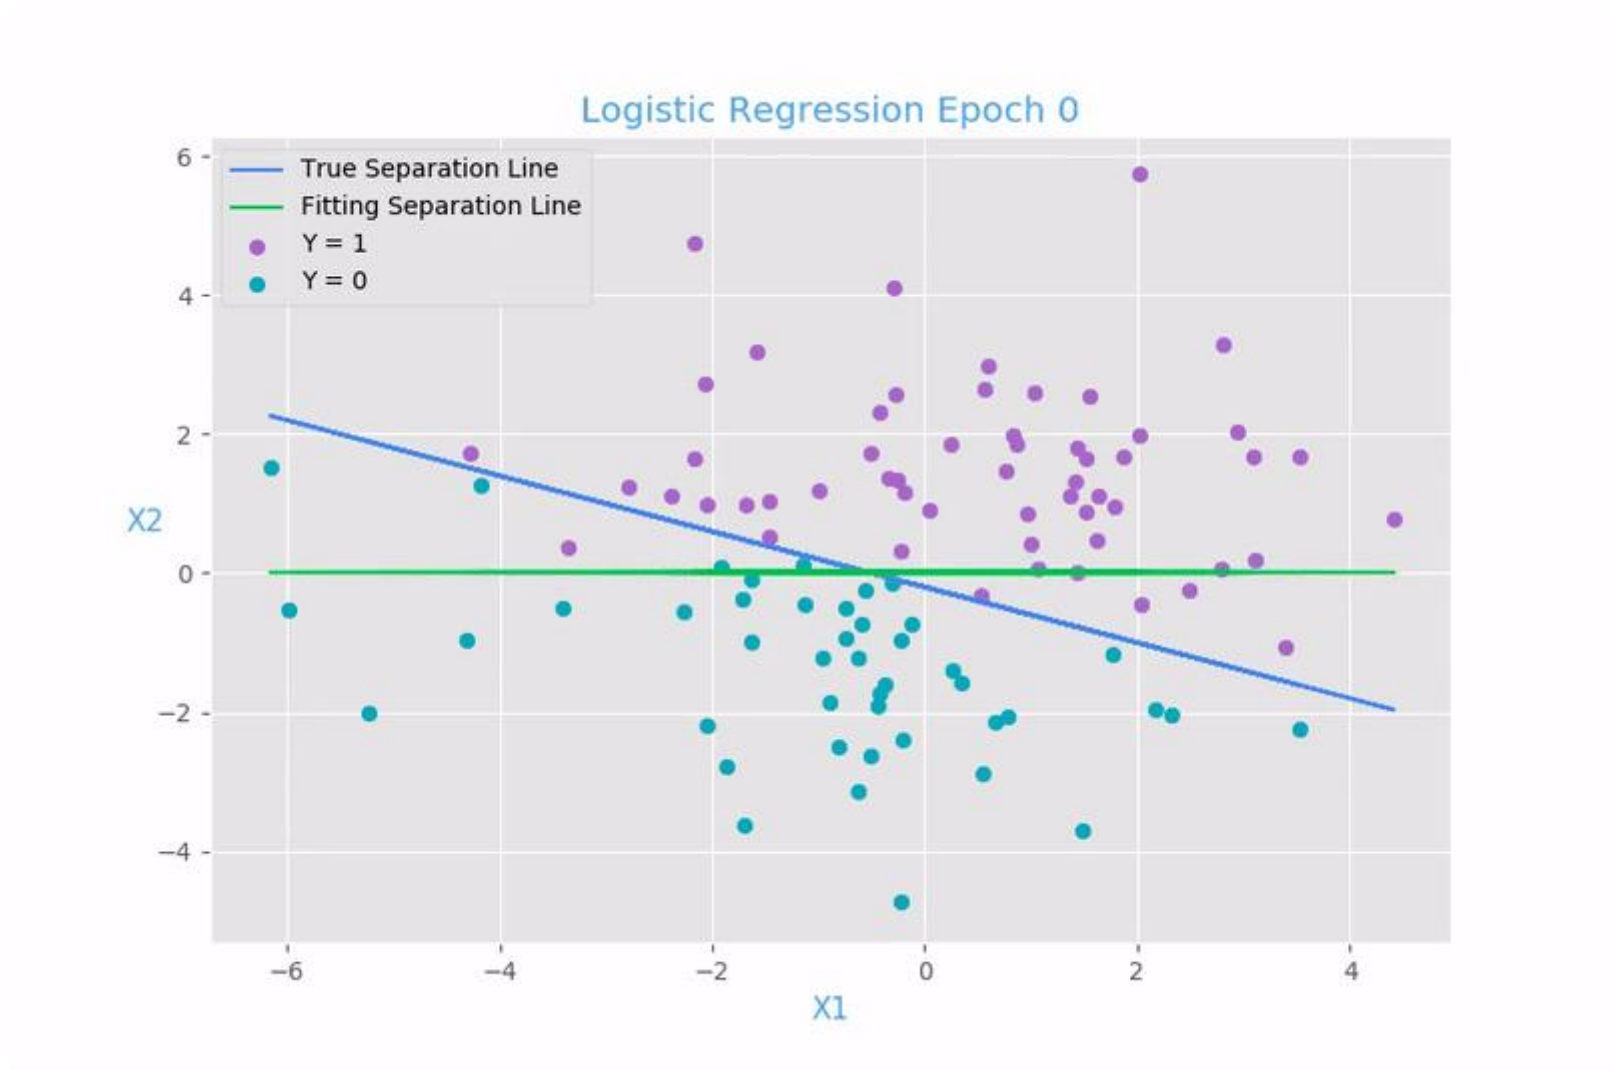 Logistic Regression Epoch 0
True Separation Line
Fitting Separation Line
Y = 1
Y = 0
6
4
2
0
−2
−4
X2
−6
−4
−2
0
2
4
X1